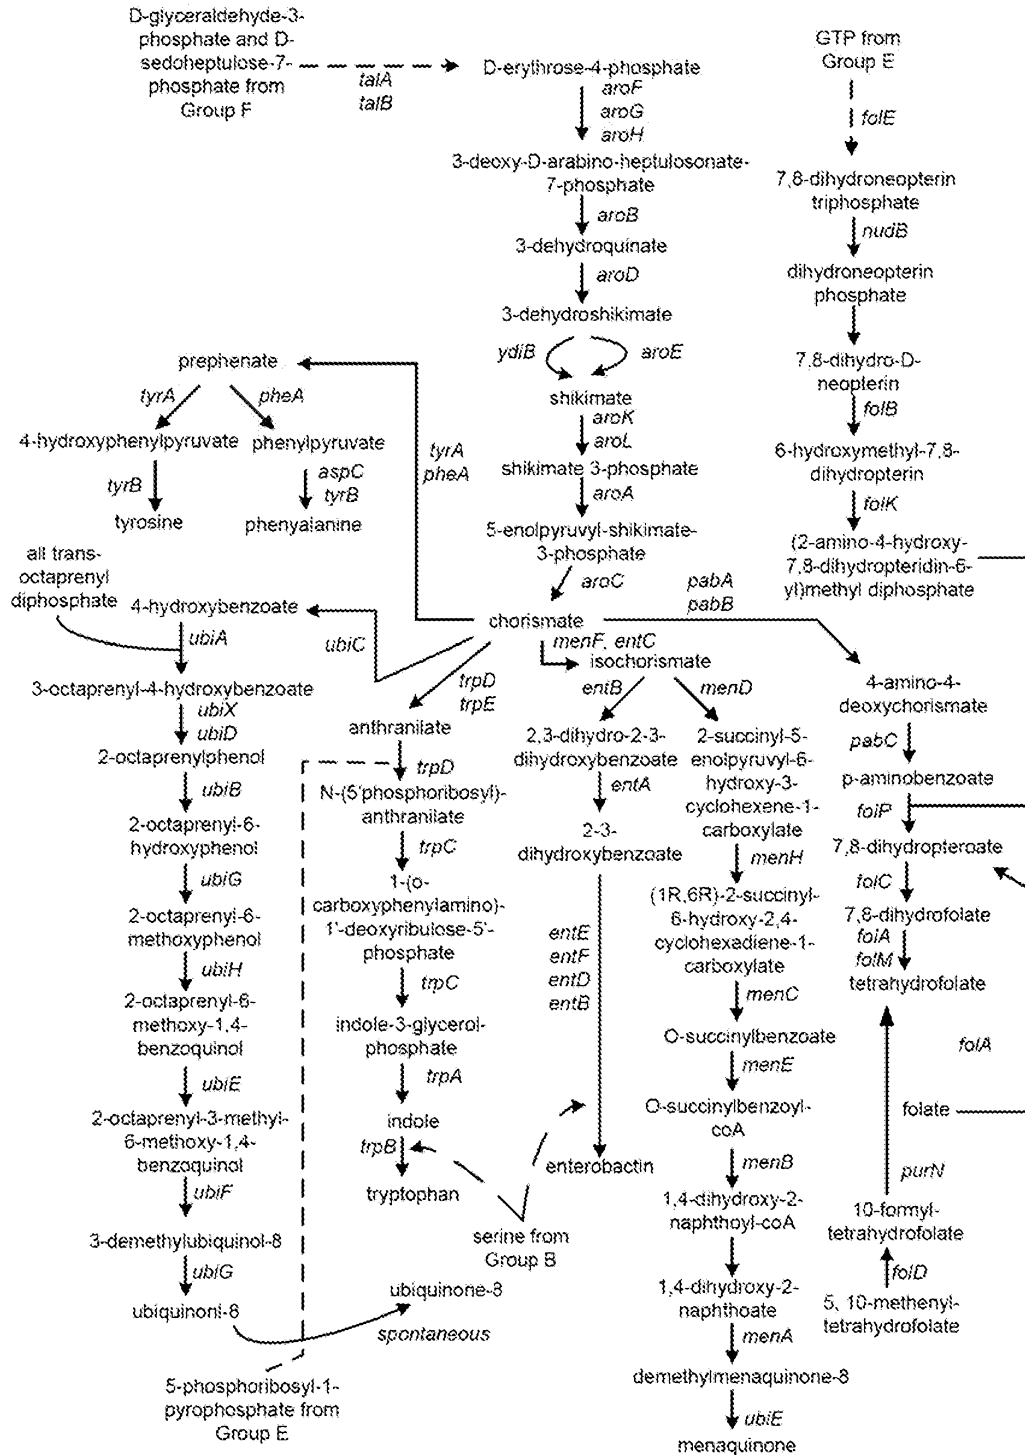 D-glyceraldehyde-3-
phosphate and D-
sedoheptulose-7-
phosphate from
Group F
talA
talB
D-erythrose-4-phosphate
aroF
aroG
aroH
3-deoxy-D-arabino-heptulosonate-
7-phosphate
aroB
3-dehydroquinate
aroD
3-dehydroshikimate
ydiB
aroE
shikimate
aroK
aroL
shikimate 3-phosphate
aroA
5-enolpyruvyl-shikimate-
3-phosphate
aroC
chorismate
GTP from
Group E
folE
7,8-dihydroneopterin
triphosphate
nudB
dihydroneopterin
phosphate
7,8-dihydro-D-
neopterin
folB
6-hydroxymethyl-7,8-
dihydropterin
folK
(2-amino-4-hydroxy-
7,8-dihydropteridin-6-
yl)methyl diphosphate
prephenate
tyrA
pheA
4-hydroxyphenylpyruvate
phenylpyruvate
tyrB
aspC
tyrB
tyrosine
phenyalanine
tyrA
pheA
all trans-
octaprenyl
diphosphate
4-hydroxybenzoate
ubiA
ubiC
3-octaprenyl-4-hydroxybenzoate
ubiX
ubiD
2-octaprenylphenol
ubiB
2-octaprenyl-6-
hydroxyphenol
ubiG
2-octaprenyl-6-
methoxyphenol
ubiH
2-octaprenyl-6-
methoxy-1,4-
benzoquinol
ubiE
2-octaprenyl-3-methyl-
6-methoxy-1,4-
benzoquinol
ubiF
3-demethylubiquinol-8
ubiG
ubiquinonl-8
spontaneous
ubiquinone-8
5-phosphoribosyl-1-
pyrophosphate from
Group E
trpD
trpE
anthranilate
trpD
N-(5'phosphoribosyl)-
anthranilate
trpC
1-(o-
carboxyphenylamino)-
1'-deoxyribulose-5'-
phosphate
trpC
indole-3-glycerol-
phosphate
trpA
indole
trpB
tryptophan
serine from
Group B
menF, entC
isochorismate
entB
menD
2,3-dihydro-2-3-
dihydroxybenzoate
entA
2-3-
dihydroxybenzoate
entE
entF
entD
entB
enterobactin
2-succinyl-5-
enolpyruvyl-6-
hydroxy-3-
cyclohexene-1-
carboxylate
menH
(1R,6R)-2-succinyl-
6-hydroxy-2,4-
cyclohexadiene-1-
carboxylate
menC
O-succinylbenzoate
menE
O-succinylbenzoyl-
coA
menB
1,4-dihydroxy-2-
naphthoyl-coA
1,4-dihydroxy-2-
naphthoate
menA
demethylmenaquinone-8
ubiE
menaquinone
pabA
pabB
4-amino-4-
deoxychorismate
pabC
p-aminobenzoate
folP
7,8-dihydropteroate
folC
7,8-dihydrofolate
folA
folM
tetrahydrofolate
folA
folate
purN
10-formyl-
tetrahydrofolate
folD
5, 10-methenyl-
tetrahydrofolate